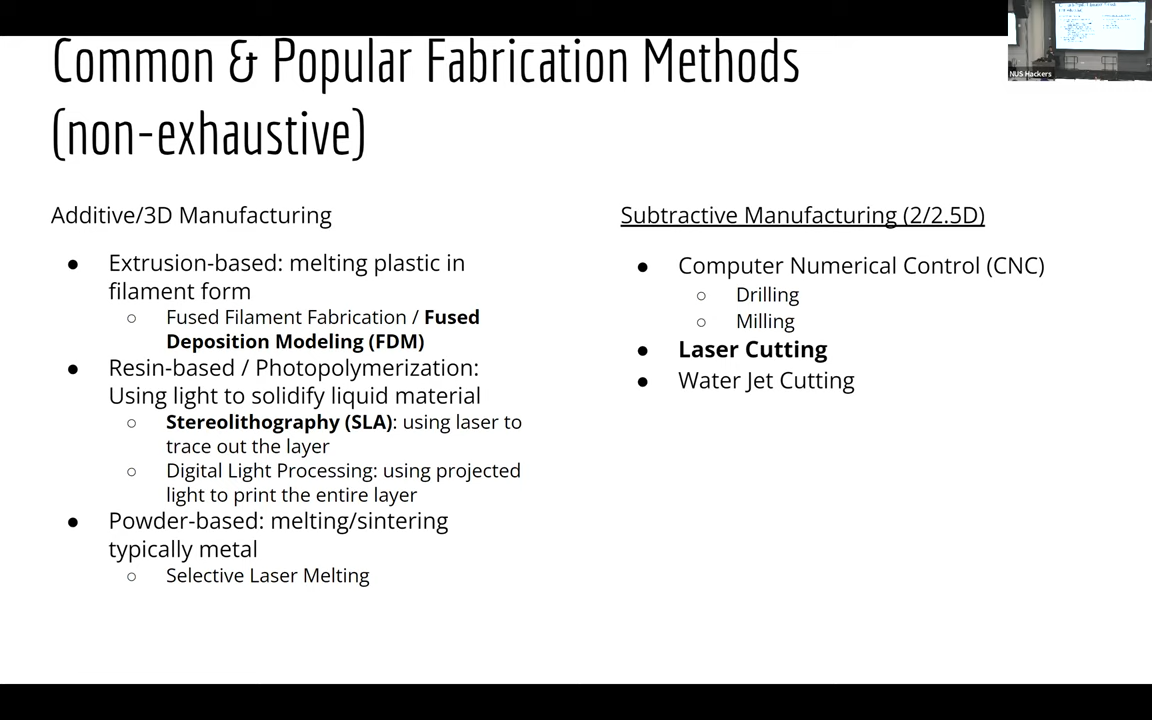 Common & Popular Fabrication Methods
(non-exhaustive)
Additive/3D Manufacturing
● Extrusion-based: melting plastic in
filament form
○ Fused Filament Fabrication / Fused
Deposition Modeling (FDM)
● Resin-based / Photopolymerization:
Using light to solidify liquid material
○ Stereolithography (SLA): using laser to
trace out the layer
○ Digital Light Processing: using projected
light to print the entire layer
● Powder-based: melting/sintering
typically metal
○ Selective Laser Melting
Subtractive Manufacturing (2/2.5D)
● Computer Numerical Control (CNC)
○ Drilling
○ Milling
● Laser Cutting
● Water Jet Cutting
NUS Hackers